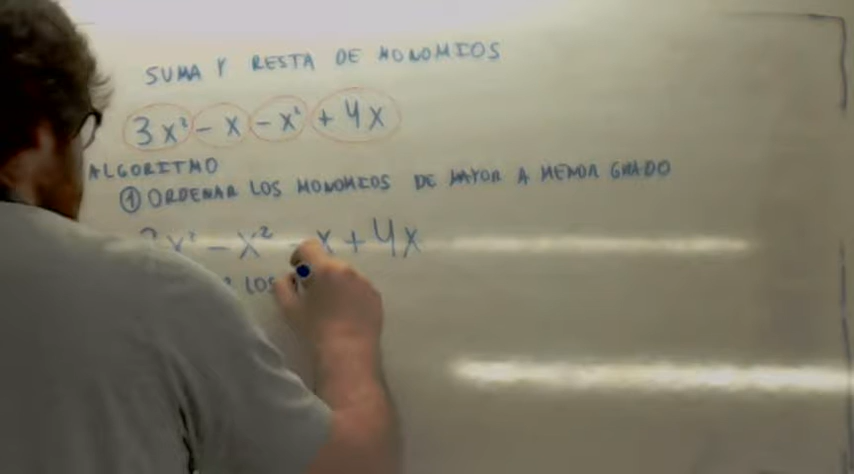 SUMA Y RESTA DE MONOMIOS
3x² - x - x² + 4x
ALGORITMO
① ORDENAR LOS MONOMIOS DE MAYOR A MENOR GRADO
3x² - x² - x + 4x
LOS